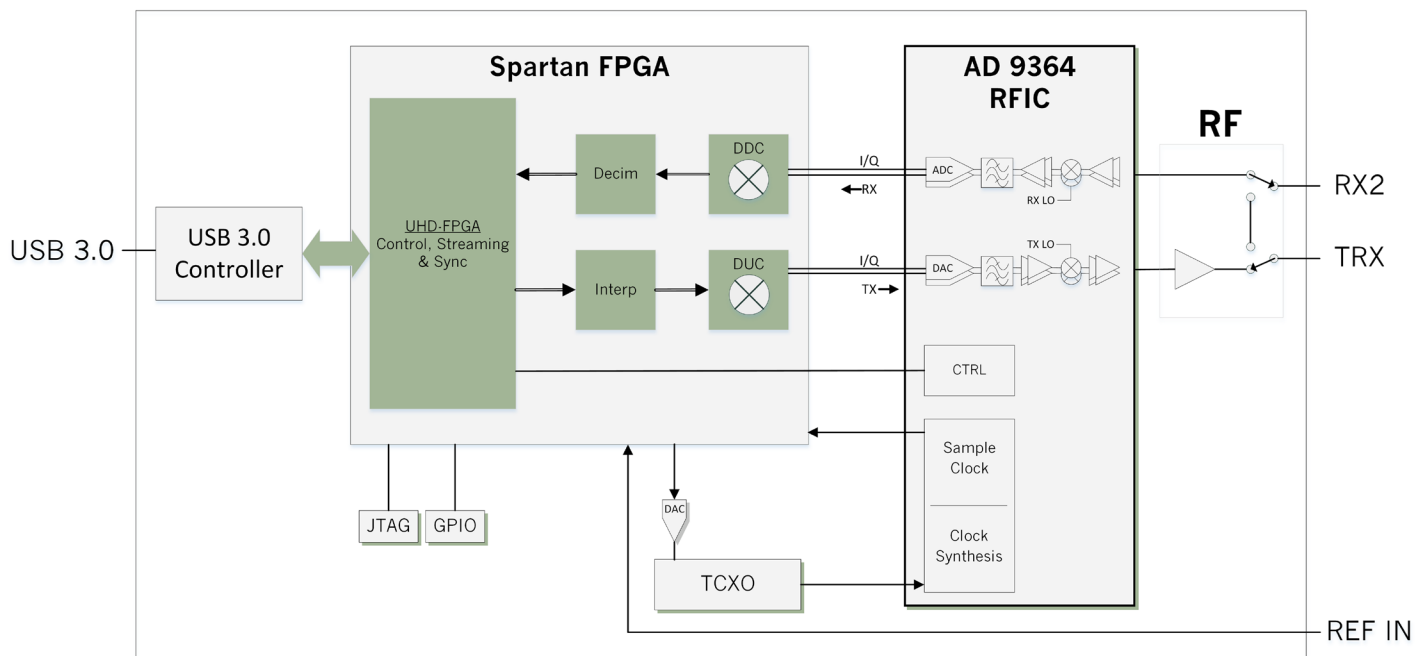 Spartan FPGA
AD 9364
RFIC
RF
DDC
Decim
I/Q
RX
ADC
RX LO
RX2
UHD-FPGA
Control, Streaming
& Sync
USB 3.0
USB 3.0
Controller
TRX
DUC
Interp
I/Q
TX
TX LO
DAC
CTRL
Sample
Clock
Clock
Synthesis
JTAG
GPIO
DAC
TCXO
REF IN